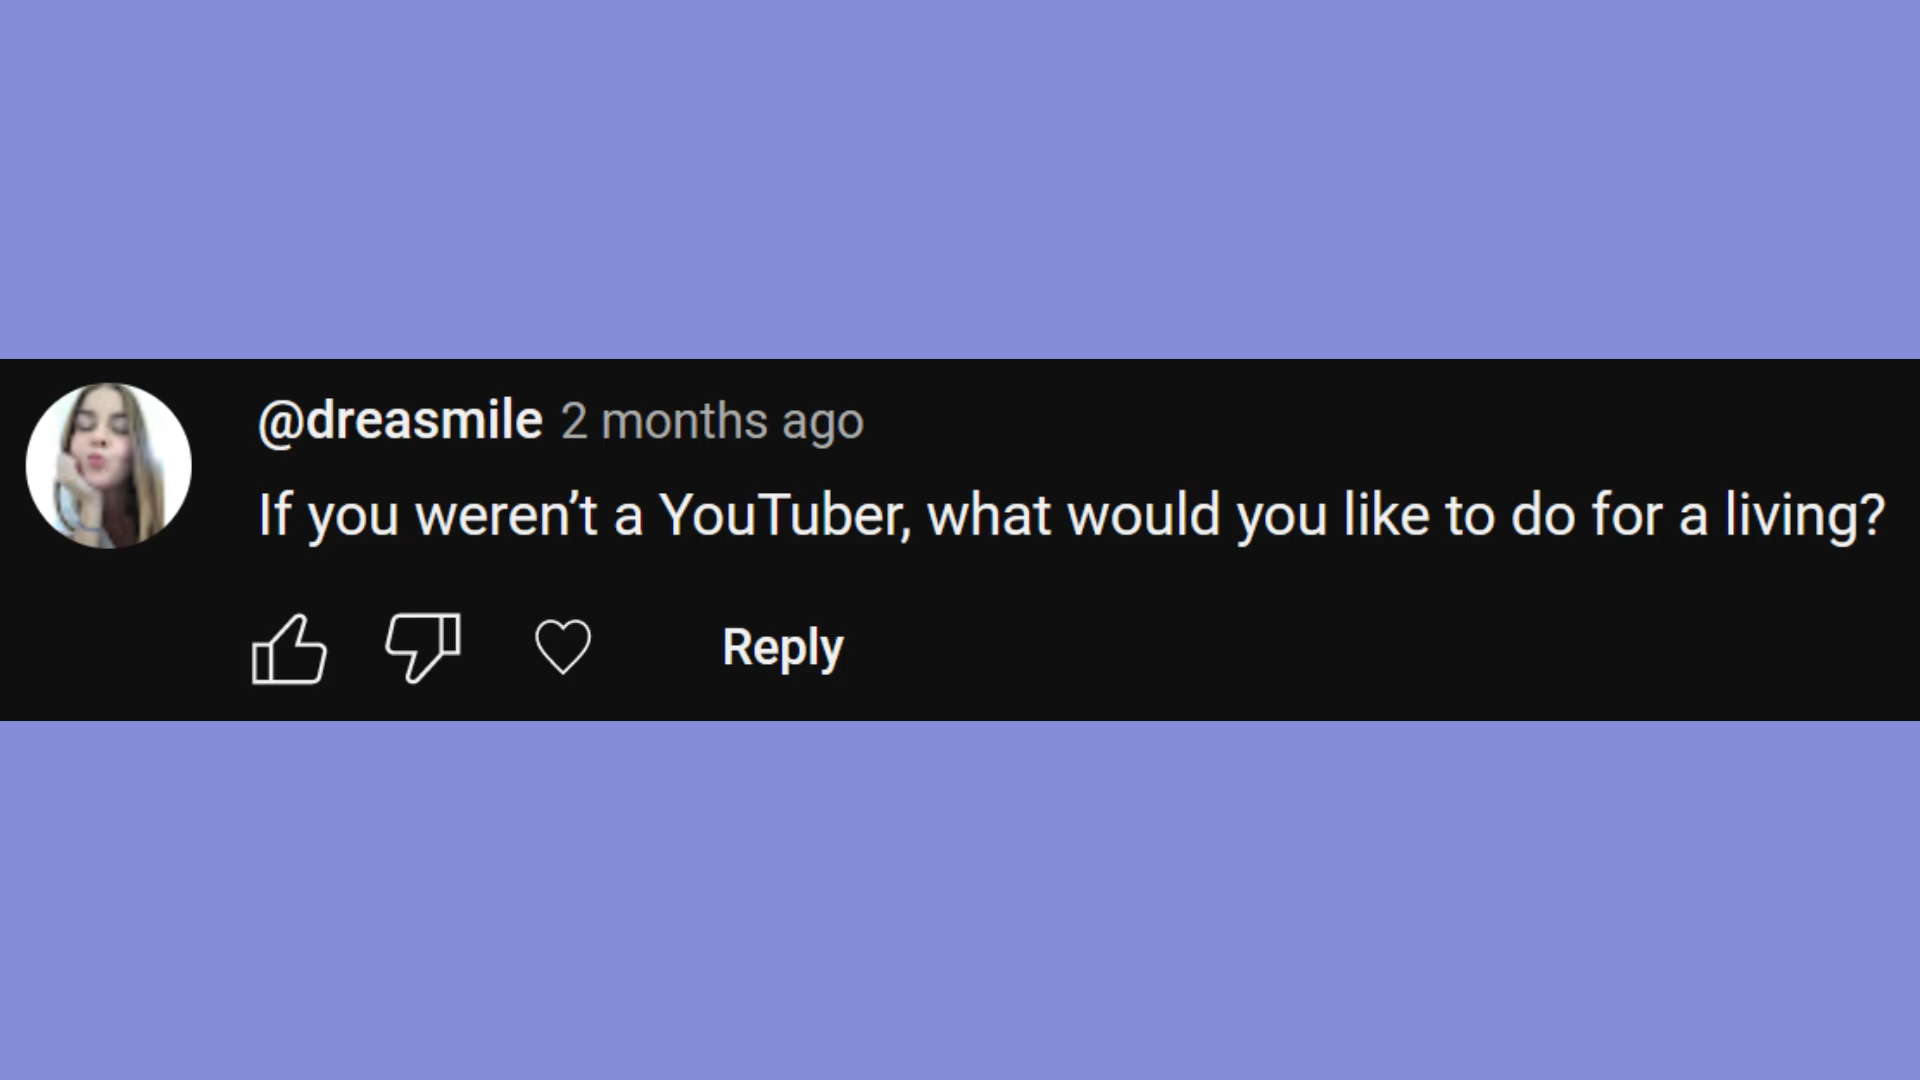 @dreasmile 2 months ago
If you weren’t a YouTuber, what would you like to do for a living?
Reply